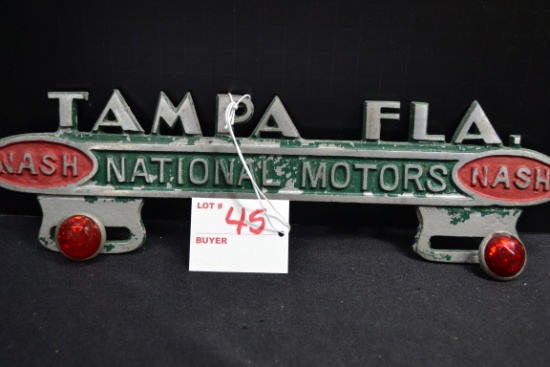 TAMPA FLA.
NASH NATIONAL MOTORS NASH
LOT # 45
BUYER